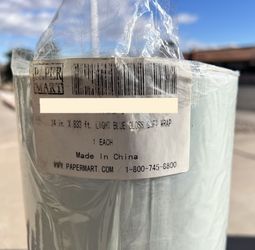 PAPER
MART
24 in. X 833 ft. LIGHT BLUE GLOSS GIFT WRAP
1 EACH
Made in China
WWW.PAPERMART.COM / 1-800-745-8800